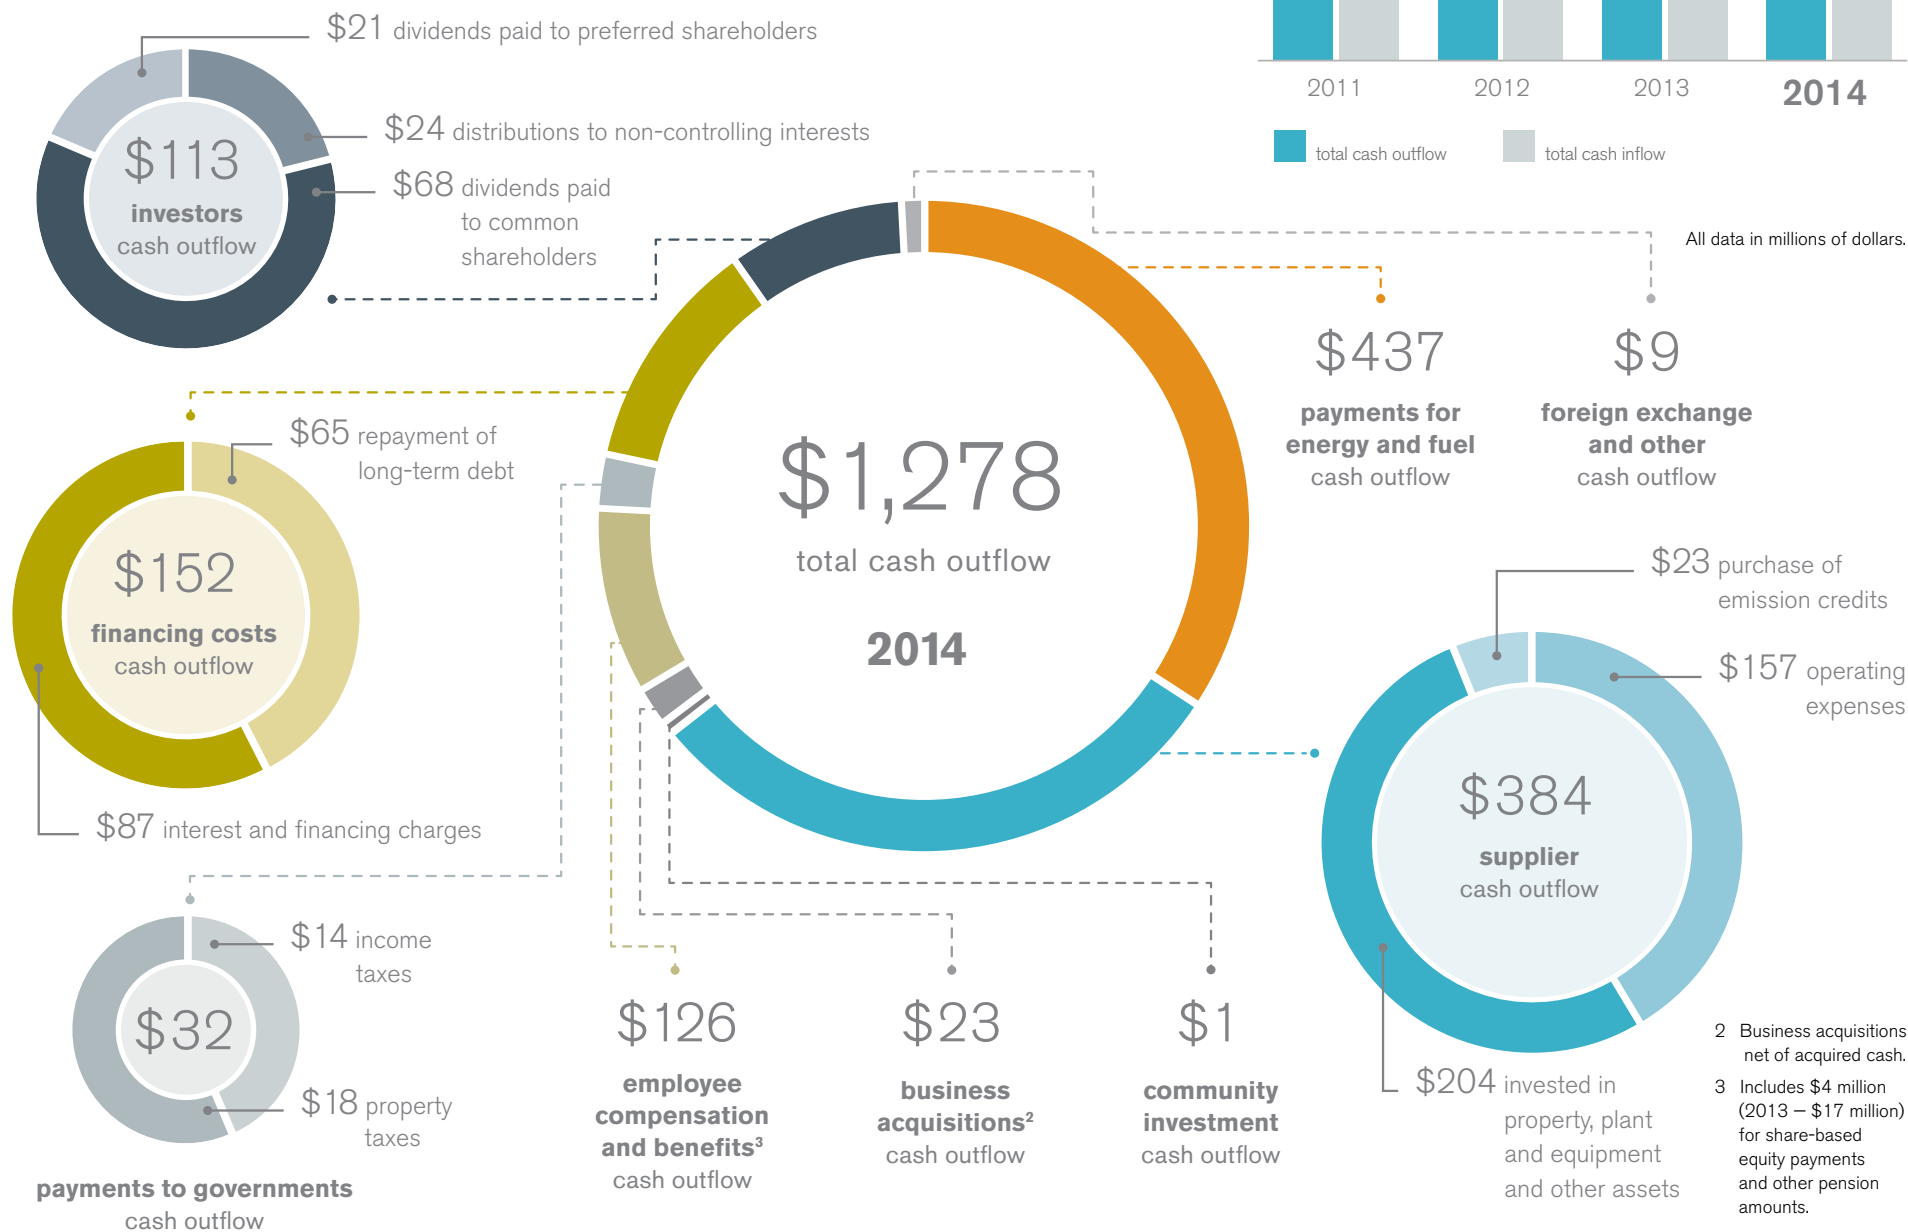 $21 dividends paid to preferred shareholders
$24 distributions to non-controlling interests
$68 dividends paid
to common
shareholders
$113
investors
cash outflow
2011
2012
2013
2014
total cash outflow
total cash inflow
All data in millions of dollars.
$437
payments for
energy and fuel
cash outflow
$9
foreign exchange
and other
cash outflow
$65 repayment of
long-term debt
$152
financing costs
cash outflow
$87 interest and financing charges
$1,278
total cash outflow
2014
$23 purchase of
emission credits
$157 operating
expenses
$384
supplier
cash outflow
$204 invested in
property, plant
and equipment
and other assets
$14 income
taxes
$32
$18 property
taxes
payments to governments
cash outflow
$126
employee
compensation
and benefits³
cash outflow
$23
business
acquisitions²
cash outflow
$1
community
investment
cash outflow
2 Business acquisitions
net of acquired cash.
3 Includes $4 million
(2013 – $17 million)
for share-based
equity payments
and other pension
amounts.